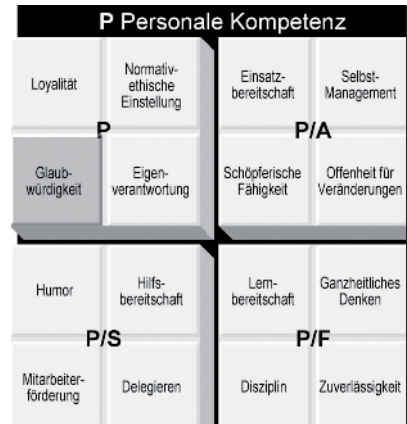 P Personale Kompetenz
Loyalität
Normativ-
ethische
Einstellung
Einsatz-
bereitschaft
Selbst-
Management
P
P/A
Glaub-
würdigkeit
Eigen-
verantwortung
Schöpferische
Fähigkeit
Offenheit für
Veränderungen
Humor
Hilfs-
bereitschaft
Lern-
bereitschaft
Ganzheitliches
Denken
P/S
P/F
Mitarbeiter-
förderung
Delegieren
Disziplin
Zuverlässigkeit